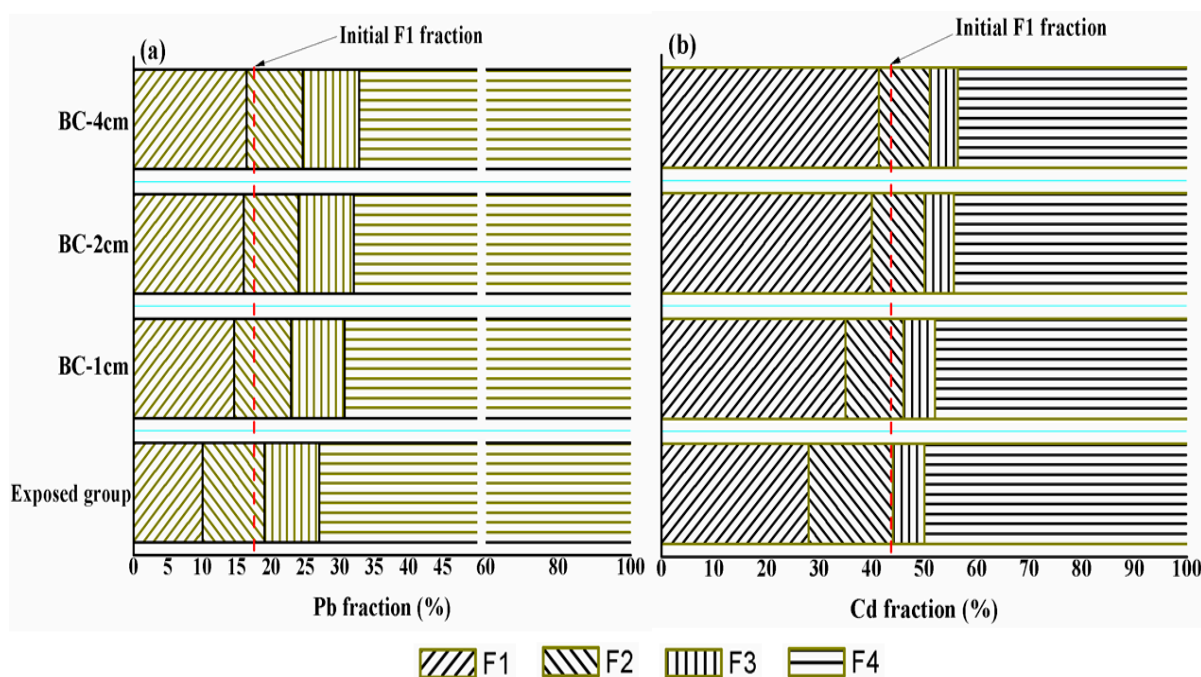 (a)
Initial F1 fraction
BC-4cm
BC-2cm
BC-1cm
Exposed group
0 5 10 15 20 25 30 35 40 45 60 100
Pb fraction (%)
(b)
Initial F1 fraction
0 10 20 30 40 50 60 70 80 90 100
Cd fraction (%)
F1 F2 F3 F4